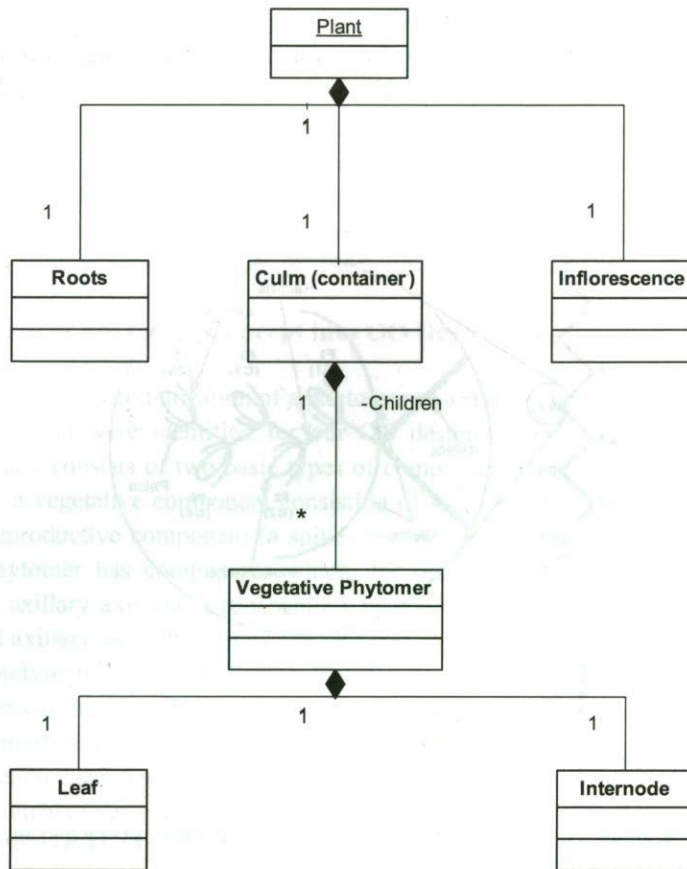 Plant
1
1
1
1
Roots
Culm (container)
Inflorescence
1
-Children
*
Vegetative Phytomer
1
1
1
Leaf
Internode